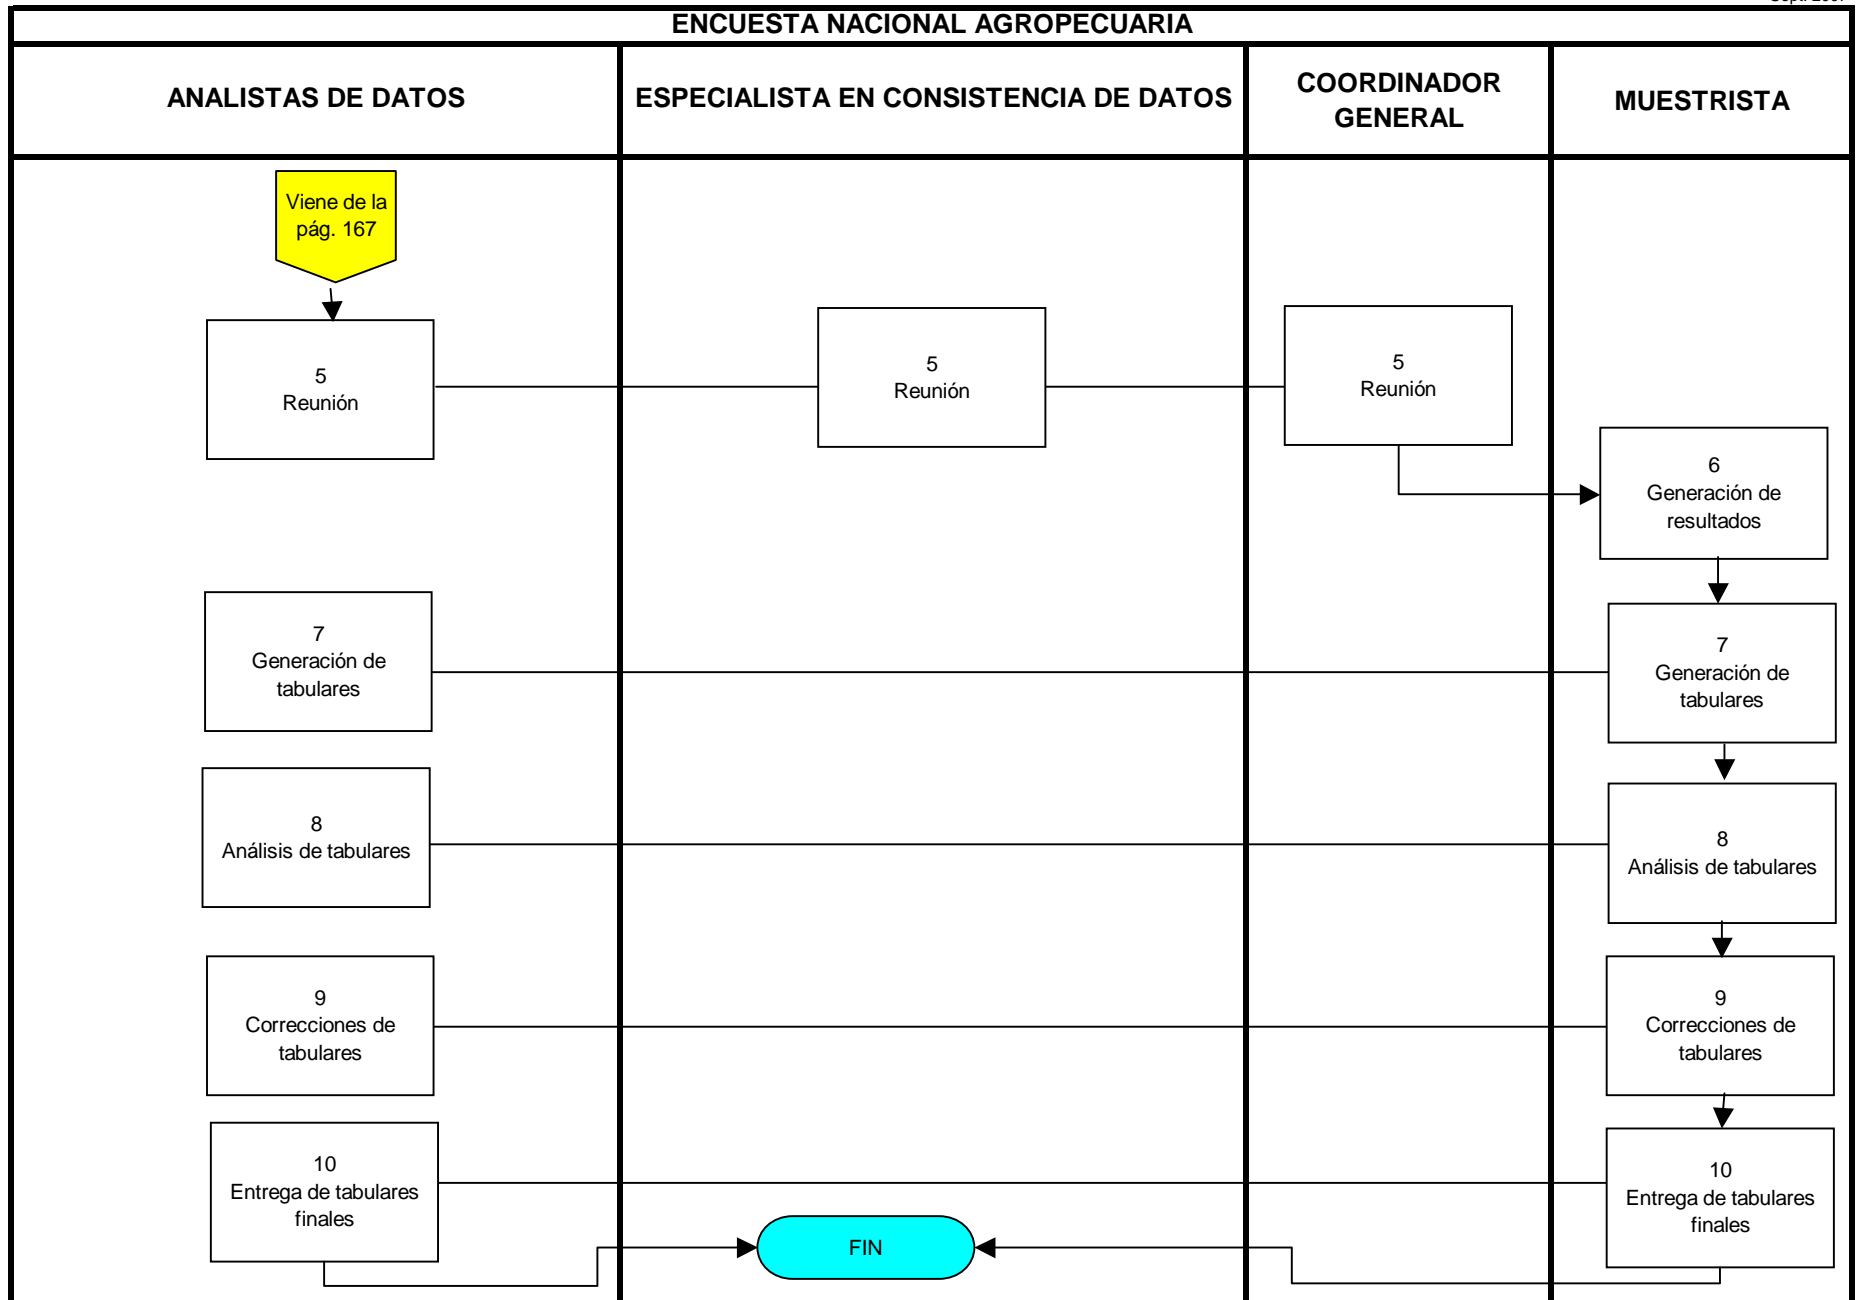 ENCUESTA NACIONAL AGROPECUARIA
ANALISTAS DE DATOS
ESPECIALISTA EN CONSISTENCIA DE DATOS
COORDINADOR
GENERAL
MUESTRISTA
Viene de la
pág. 167
5
Reunión
5
Reunión
5
Reunión
6
Generación de
resultados
7
Generación de
tabulares
7
Generación de
tabulares
8
Análisis de tabulares
8
Análisis de tabulares
9
Correcciones de
tabulares
9
Correcciones de
tabulares
10
Entrega de tabulares
finales
10
Entrega de tabulares
finales
FIN